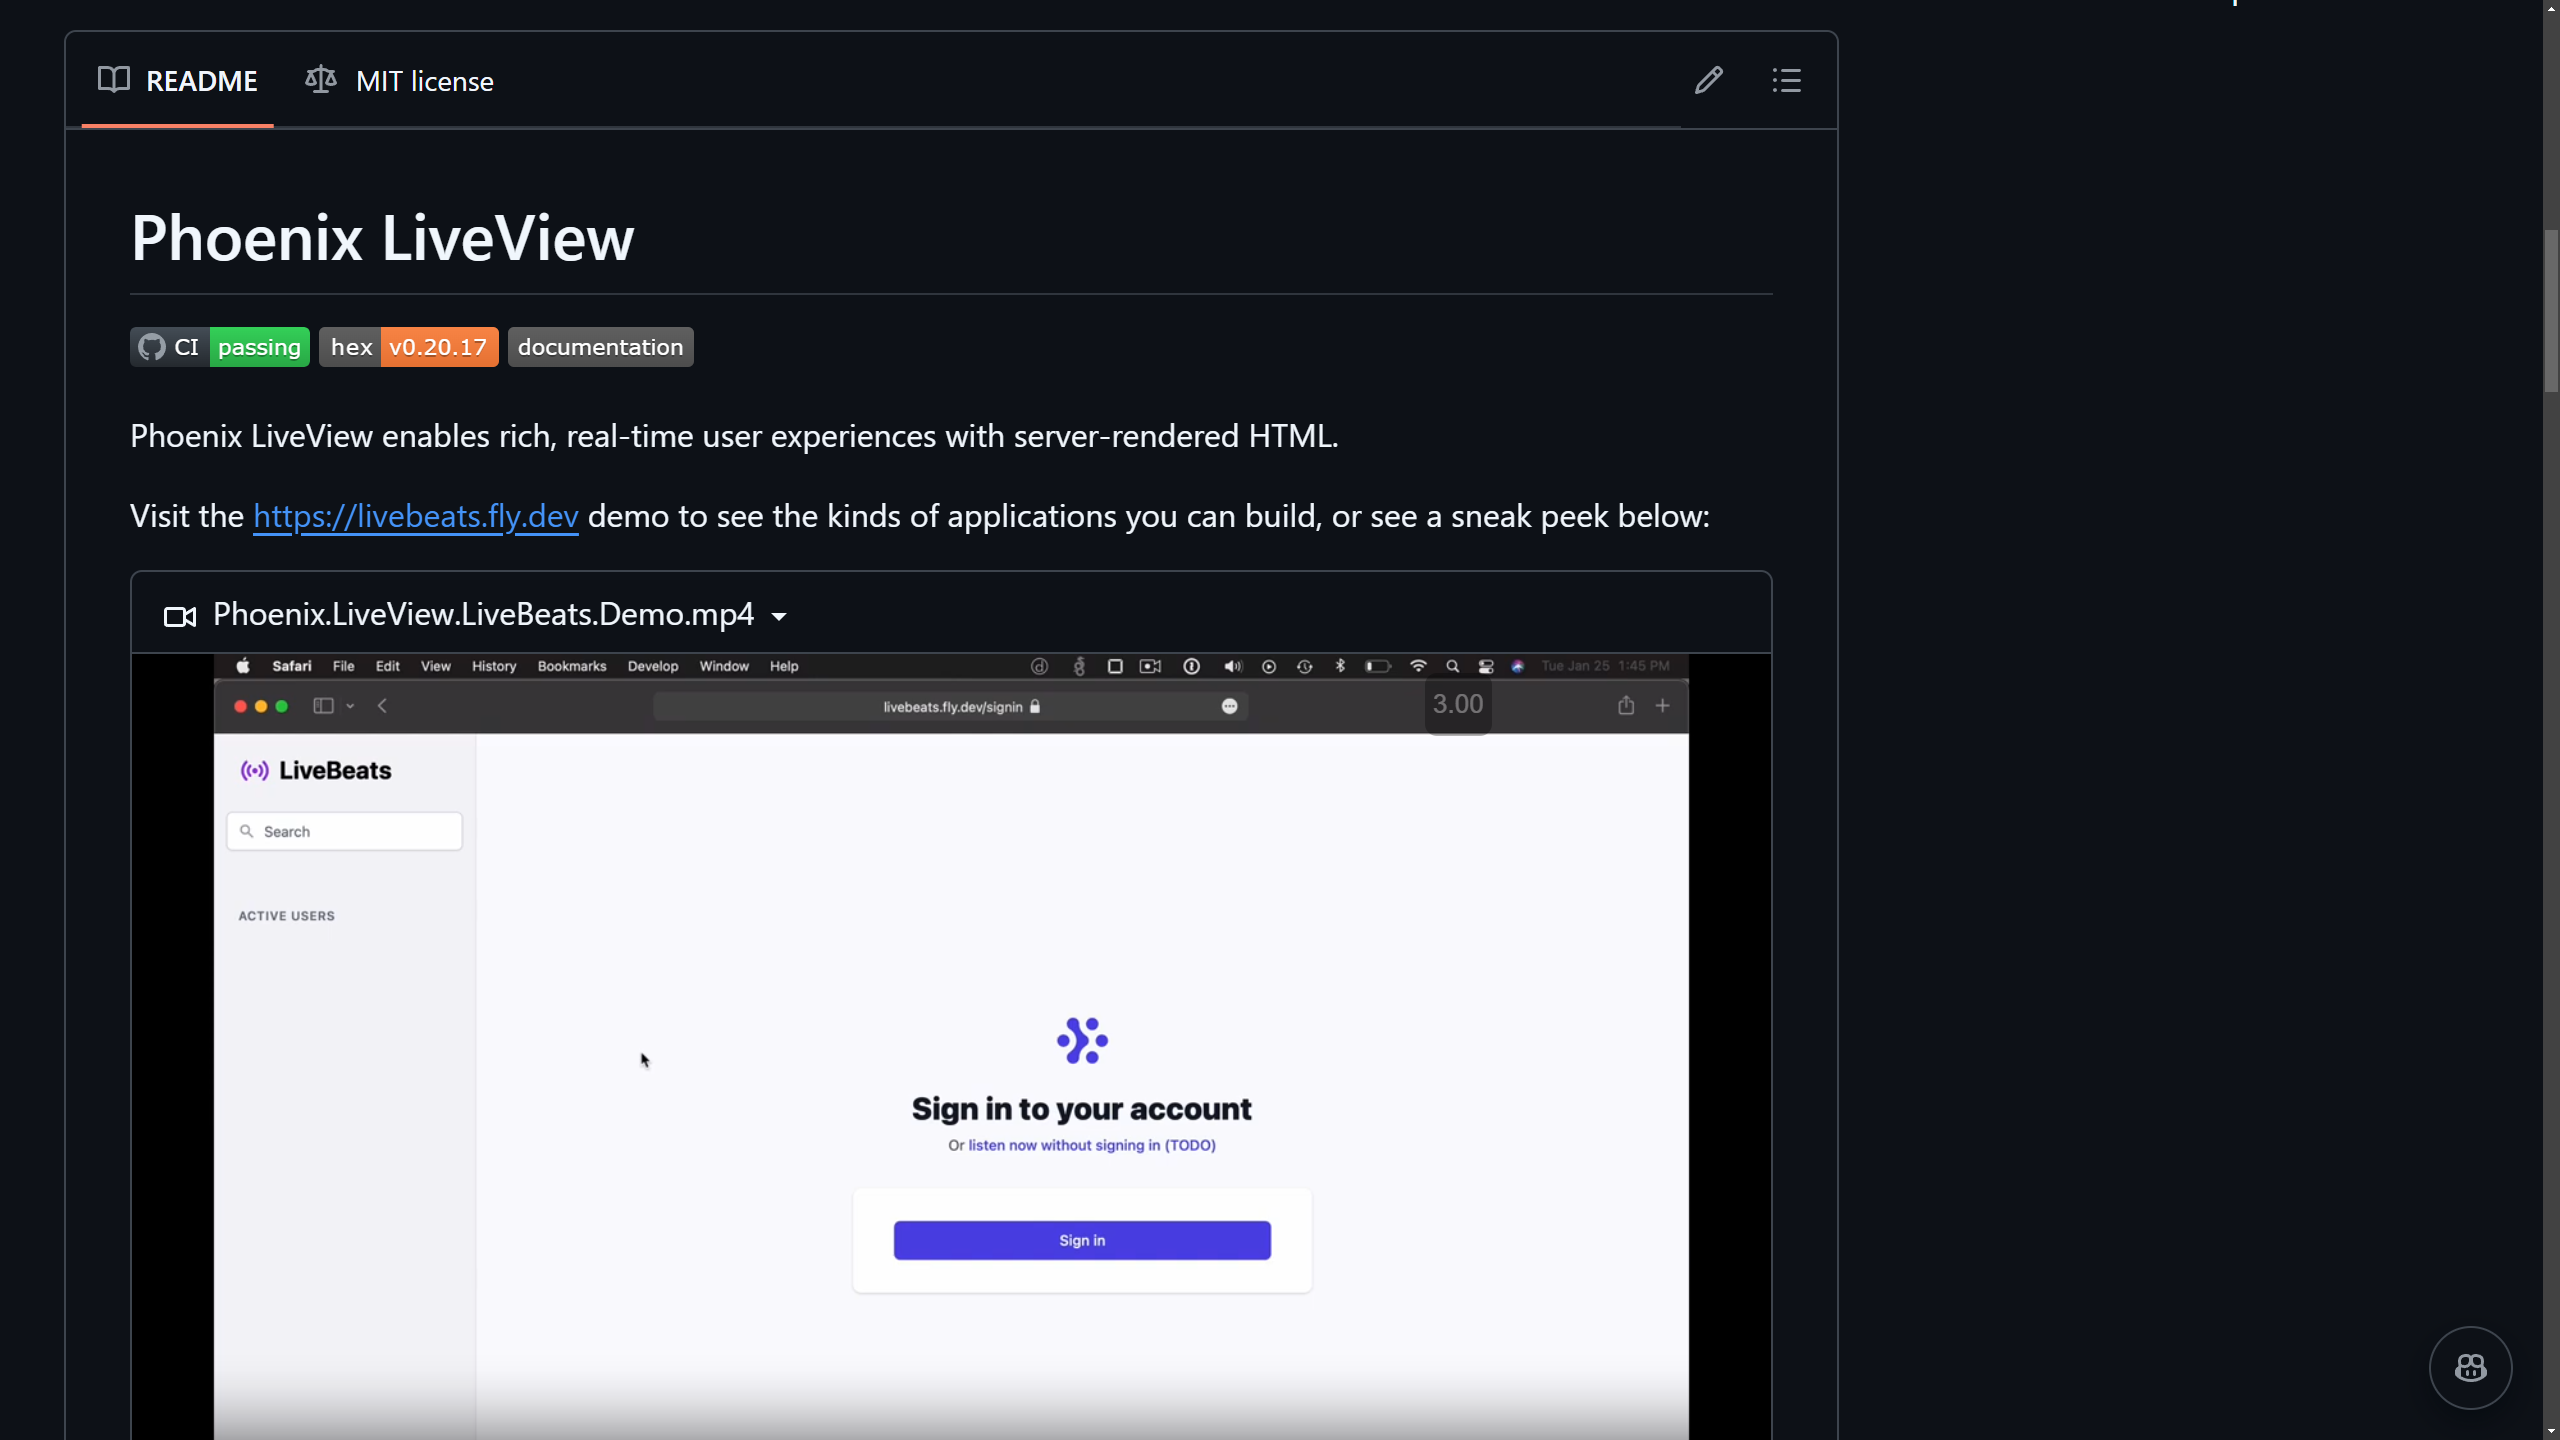 README MIT license
Phoenix LiveView
CI passing hex v0.20.17 documentation
Phoenix LiveView enables rich, real-time user experiences with server-rendered HTML.
Visit the https://livebeats.fly.dev demo to see the kinds of applications you can build, or see a sneak peek below:
Phoenix.LiveView.LiveBeats.Demo.mp4
Safari File Edit View History Bookmarks Develop Window Help Tue Jan 25 1:45 PM
livebeats.fly.dev/signin 3.00
LiveBeats
Search
ACTIVE USERS
Sign in to your account
Or listen now without signing in (TODO)
Sign in